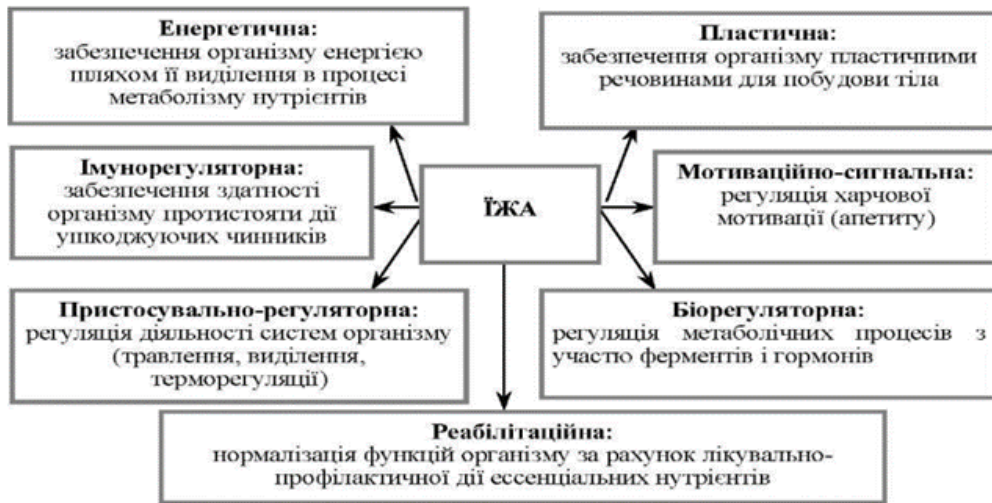 Енергетична:
забезпечення організму енергією
шляхом її виділення в процесі
метаболізму нутрієнтів
Пластична:
забезпечення організму пластичними
речовинами для побудови тіла
Імунорегуляторна:
забезпечення здатності
організму протистояти дії
ушкоджуючих чинників
ЇЖА
Мотиваційно-сигнальна:
регуляція харчової
мотивації (апетиту)
Пристосувально-регуляторна:
регуляція діяльності систем організму
(травлення, виділення,
терморегуляції)
Біорегуляторна:
регуляція метаболічних процесів з
участю ферментів і гормонів
Реабілітаційна:
нормалізація функцій організму за рахунок лікувально-
профілактичної дії ессенціальних нутрієнтів